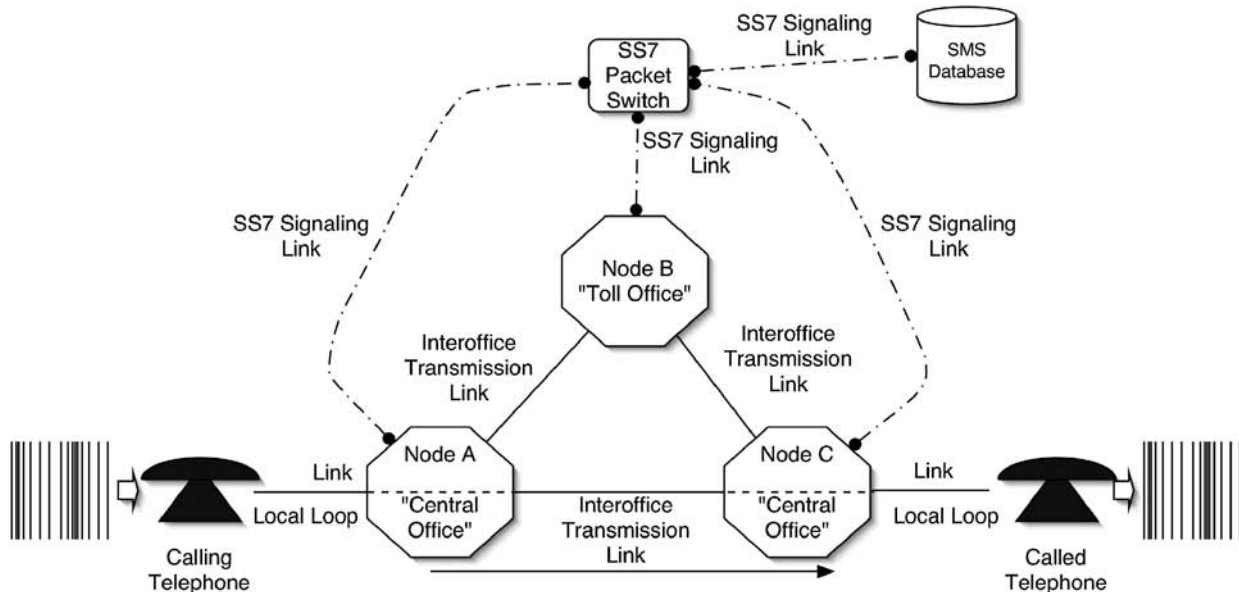 SS7 Signaling
Link
SS7
Packet
Switch
SMS
Database
SS7 Signaling
Link
SS7 Signaling
Link
SS7 Signaling
Link
Node B
"Toll Office"
Interoffice
Transmission
Link
Interoffice
Transmission
Link
Node A
"Central
Office"
Node C
"Central
Office"
Link
Local Loop
Interoffice
Transmission
Link
Link
Local Loop
Calling
Telephone
Called
Telephone